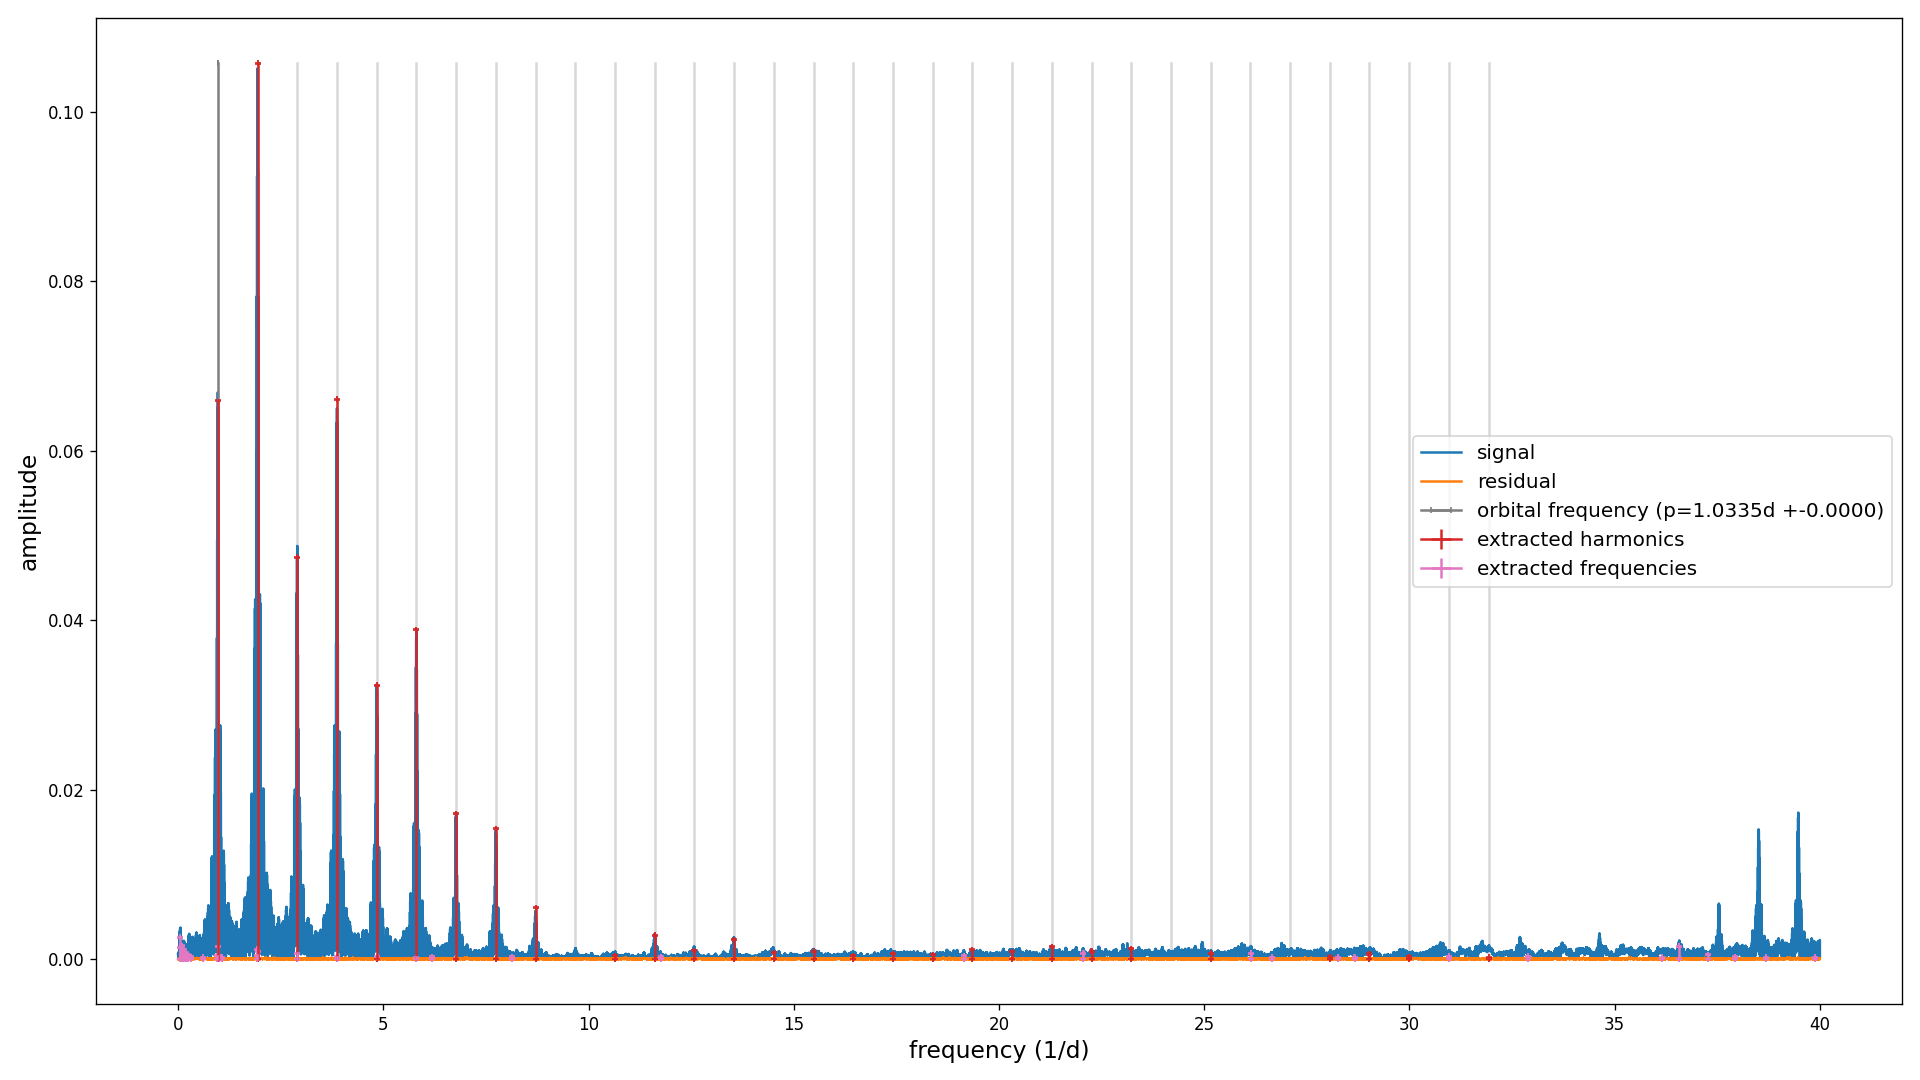 0.10
0.08
0.06
0.04
0.02
0.00
amplitude
signal
residual
orbital frequency (p=1.0335d +-0.0000)
extracted harmonics
extracted frequencies
0 5 10 15 20 25 30 35 40
frequency (1/d)